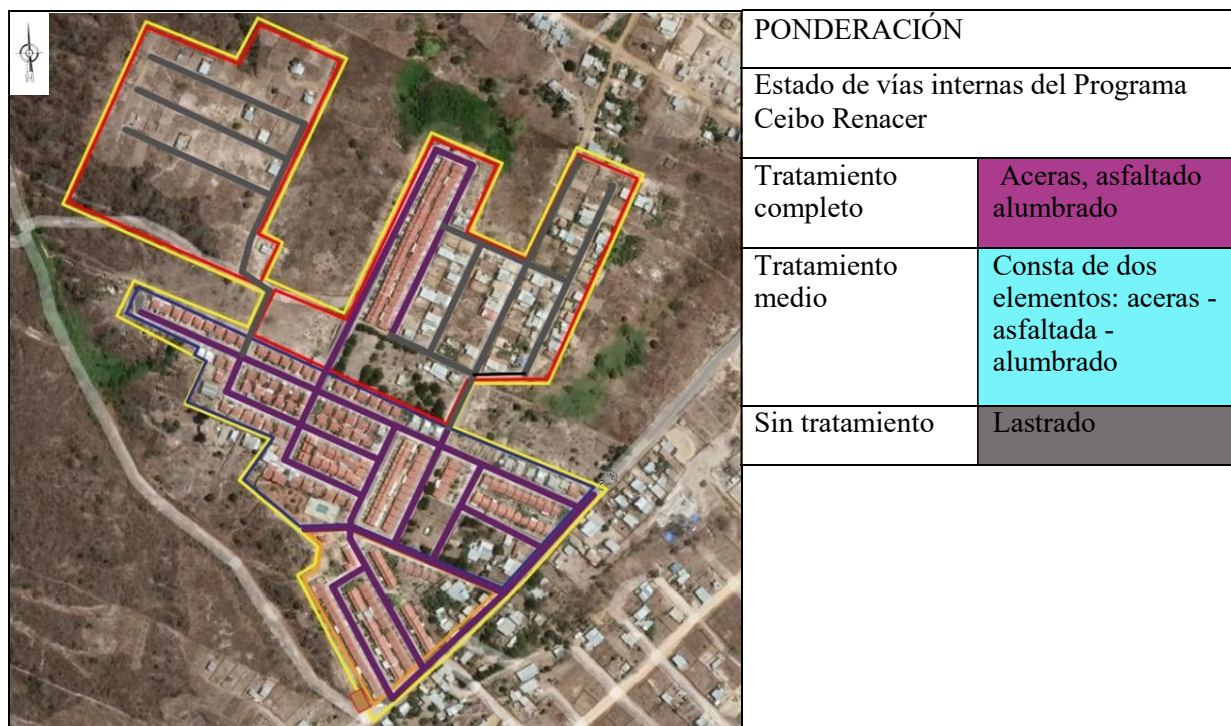 PONDERACIÓN
Estado de vías internas del Programa
Ceibo Renacer
Tratamiento
completo
Aceras, asfaltado
alumbrado
Tratamiento
medio
Consta de dos
elementos: aceras -
asfaltada -
alumbrado
Sin tratamiento
Lastrado